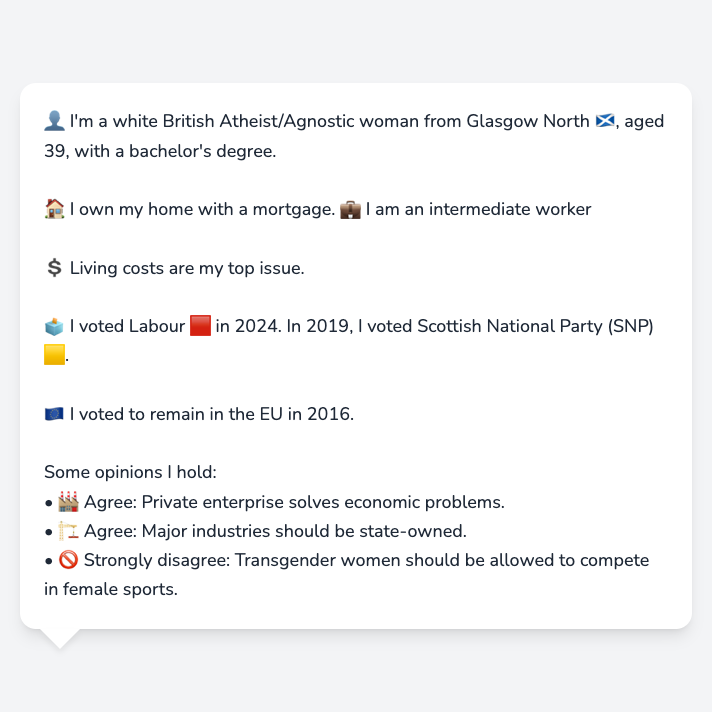 👤 I'm a white British Atheist/Agnostic woman from Glasgow North 🏴󠁧󠁢󠁳󠁣󠁴󠁿, aged
39, with a bachelor's degree.
🏠 I own my home with a mortgage. 💼 I am an intermediate worker
💲 Living costs are my top issue.
🗳️ I voted Labour 🟥 in 2024. In 2019, I voted Scottish National Party (SNP)
🟨.
🇪🇺 I voted to remain in the EU in 2016.
Some opinions I hold:
• 🏭 Agree: Private enterprise solves economic problems.
• 🏗️ Agree: Major industries should be state-owned.
• 🚫 Strongly disagree: Transgender women should be allowed to compete
in female sports.